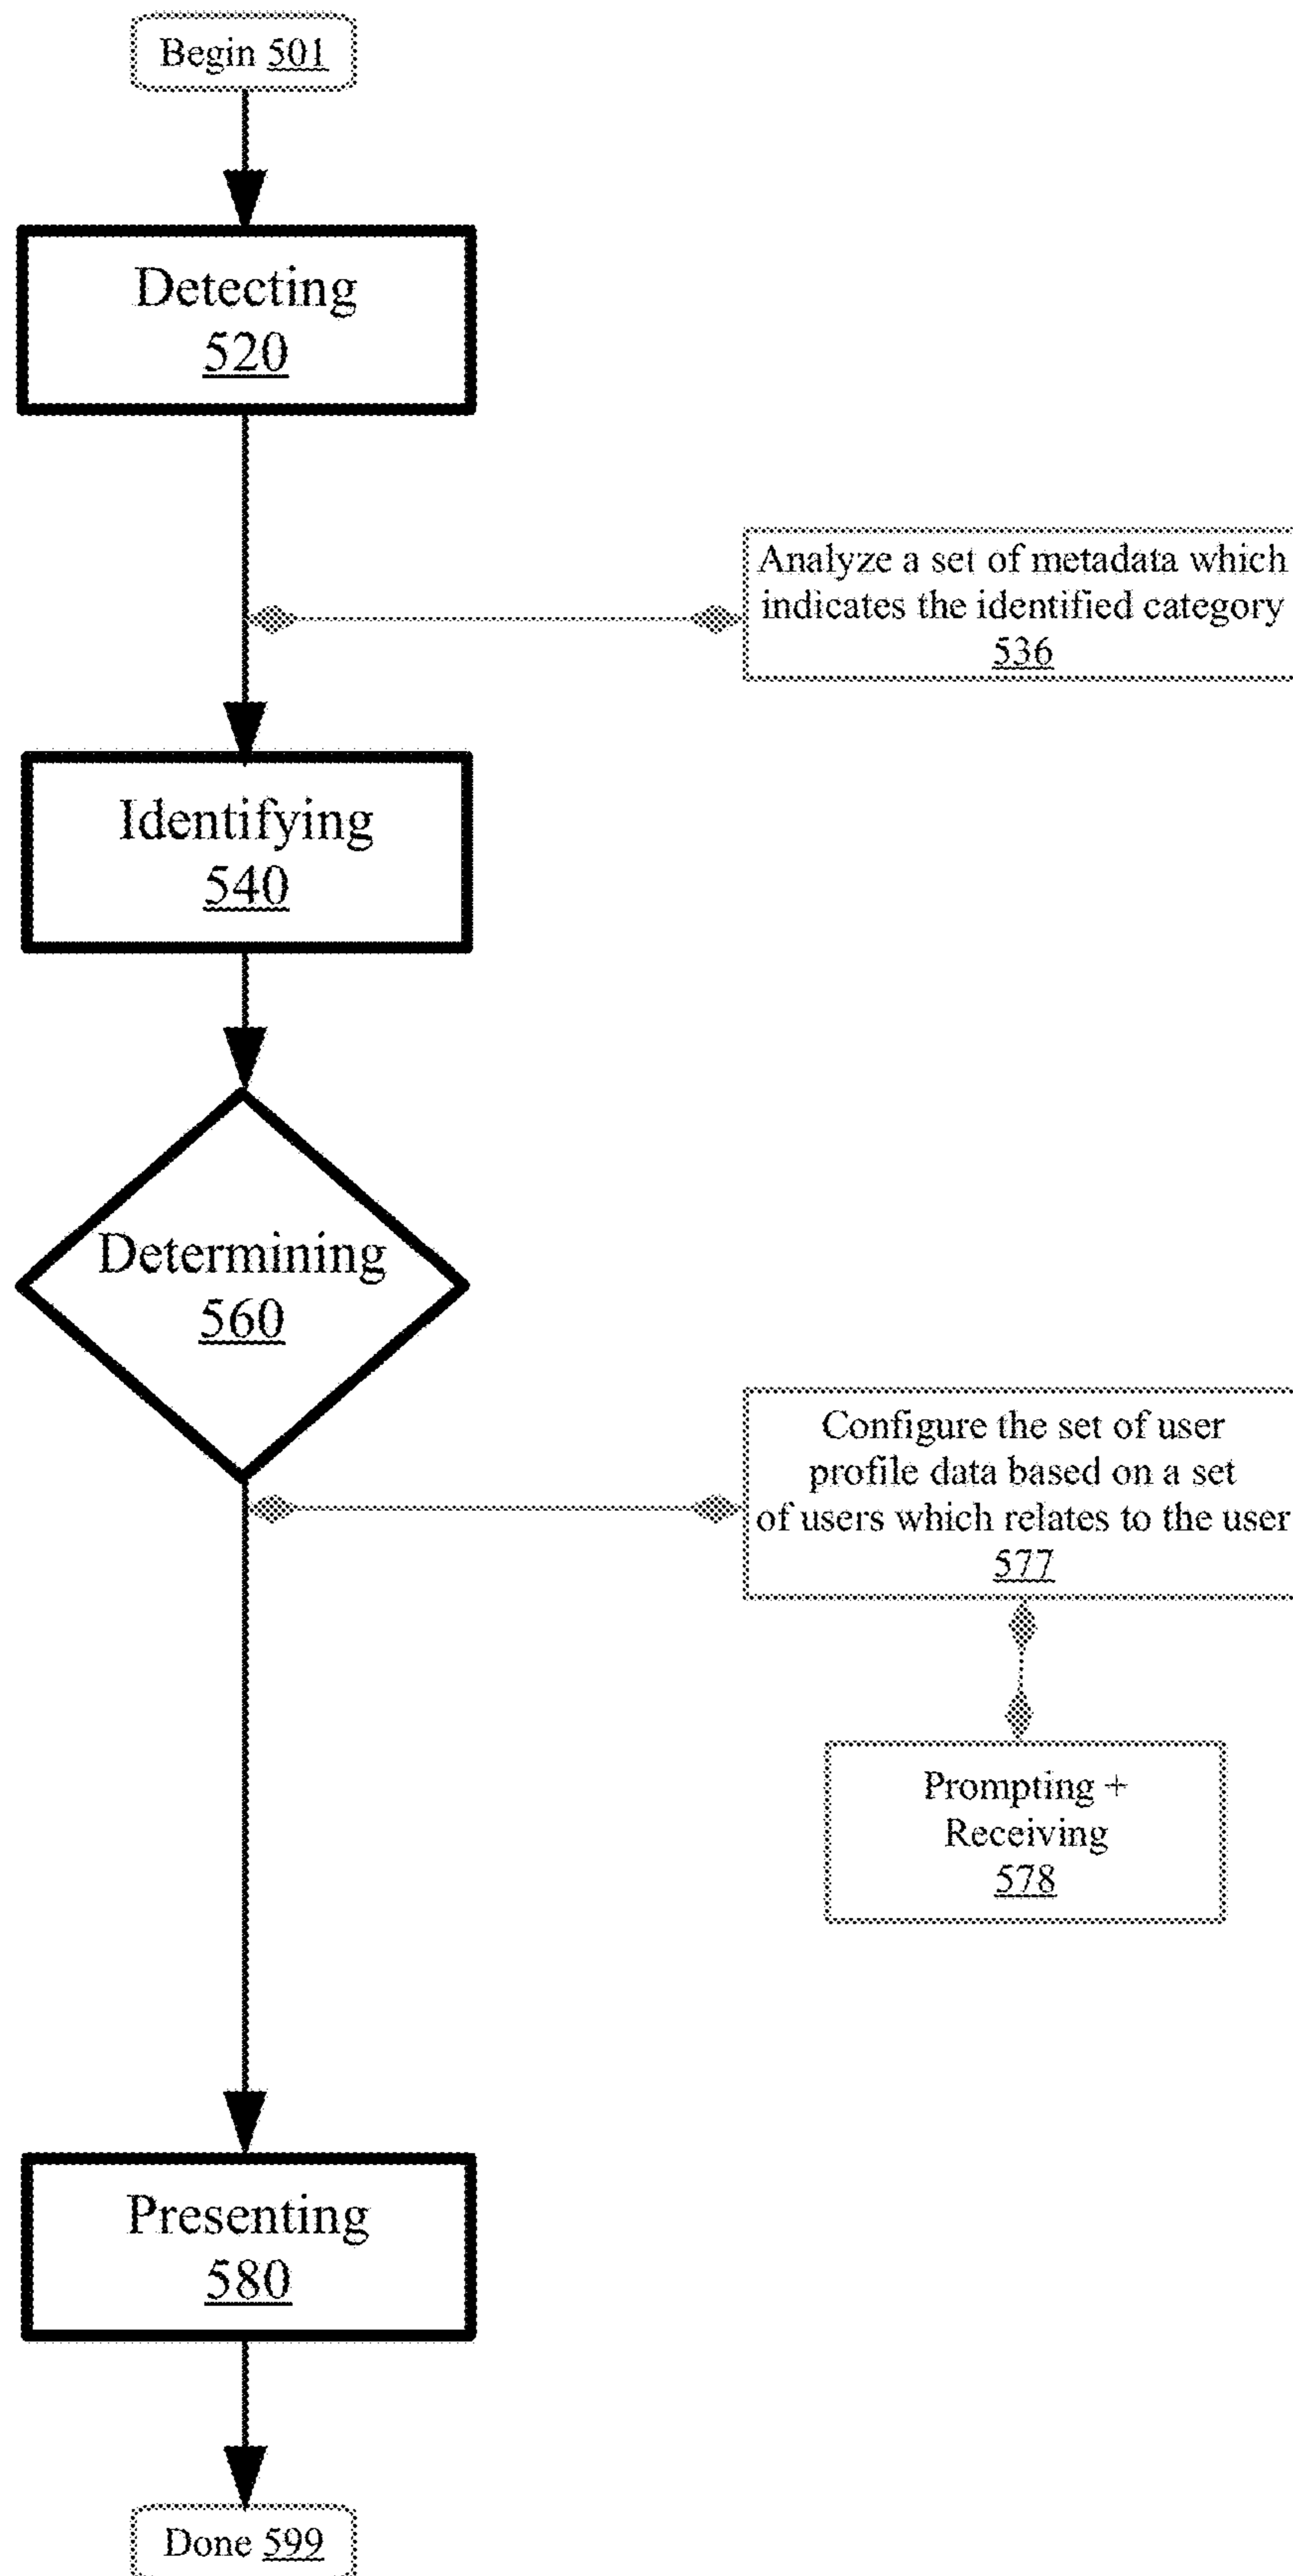 Begin 501
Detecting
520
Analyze a set of metadata which
indicates the identified category
536
Identifying
540
Determining
560
Configure the set of user
profile data based on a set
of users which relates to the user
577
Prompting +
Receiving
578
Presenting
580
Done 599